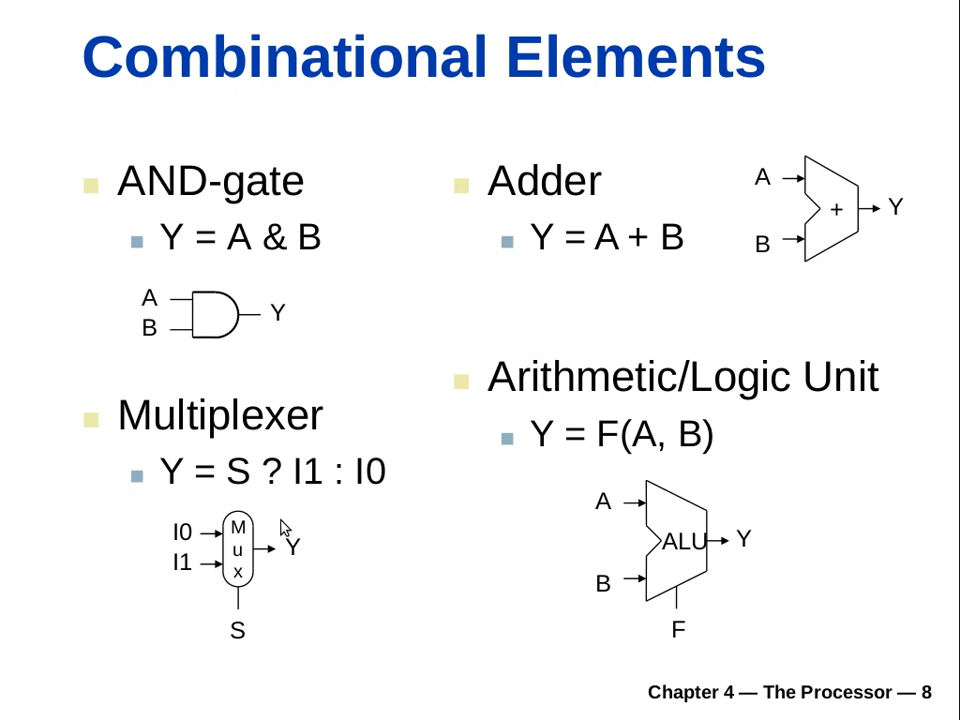 Combinational Elements
AND-gate
Y = A & B
A
B
Y
Multiplexer
Y = S ? I1 : I0
I0
I1
M
u
x
Y
S
Adder
Y = A + B
A
B
+
Y
Arithmetic/Logic Unit
Y = F(A, B)
A
B
ALU
Y
F
Chapter 4 — The Processor — 8